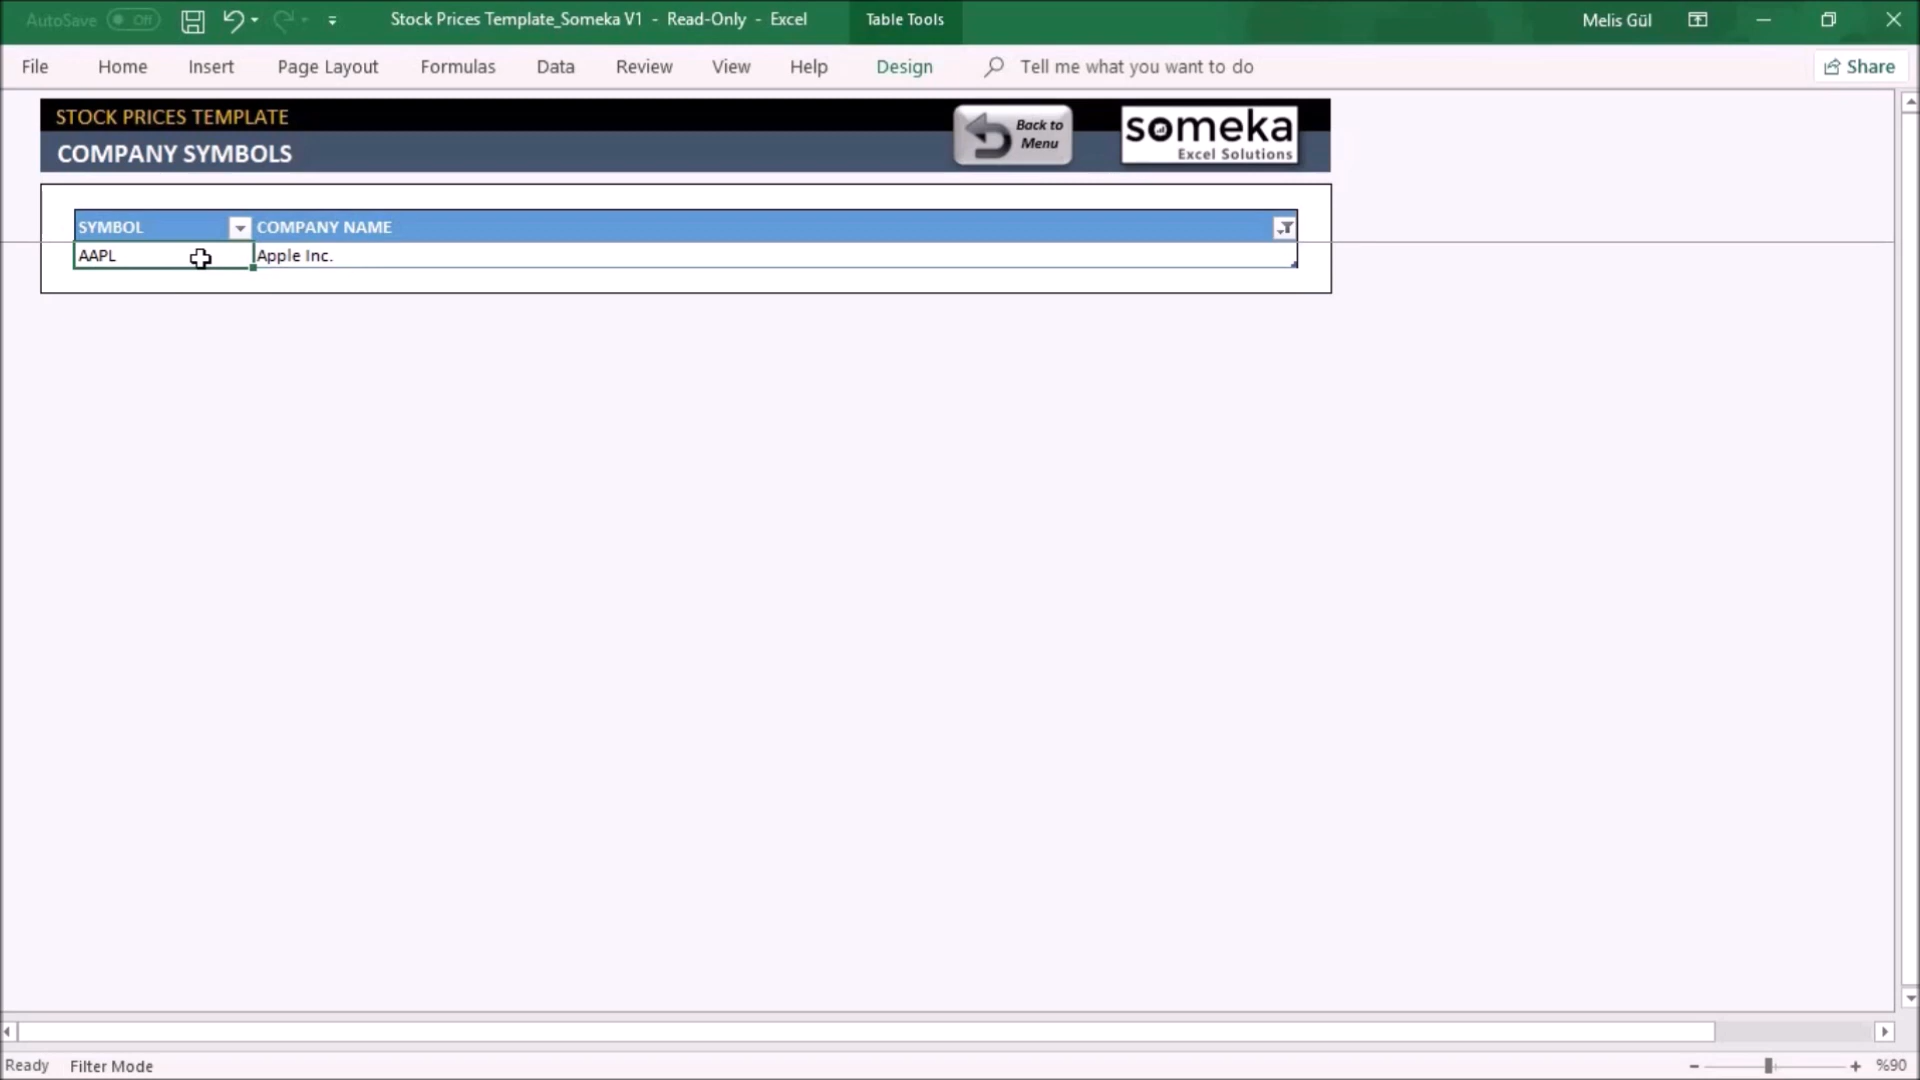 AutoSave Off Stock Prices Template_Someka V1 - Read-Only - Excel Table Tools Melis Gül
File Home Insert Page Layout Formulas Data Review View Help Design Tell me what you want to do Share
STOCK PRICES TEMPLATE
COMPANY SYMBOLS
Back to
Menu
someka
Excel Solutions
SYMBOL COMPANY NAME
AAPL Apple Inc.
Ready Filter Mode %90